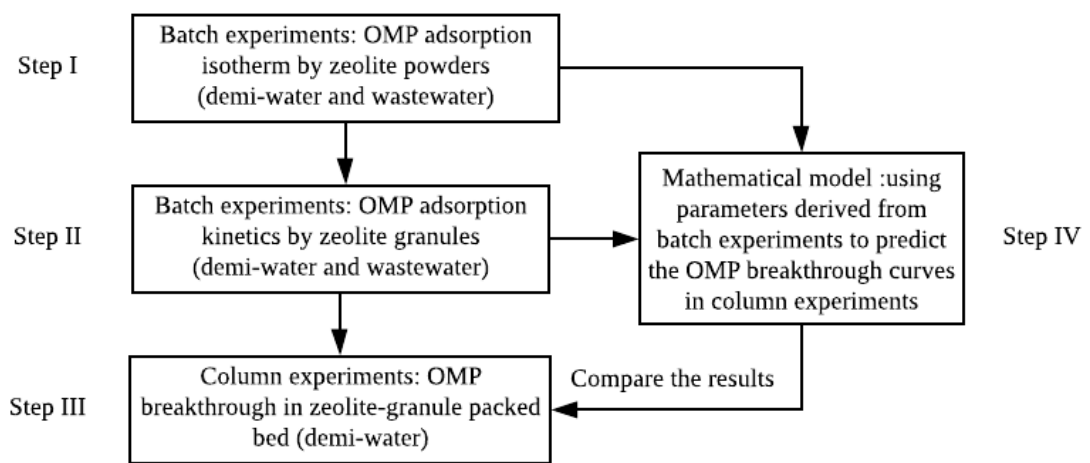 Step I
Batch experiments: OMP adsorption
isotherm by zeolite powders
(demi-water and wastewater)
Step II
Batch experiments: OMP adsorption
kinetics by zeolite granules
(demi-water and wastewater)
Mathematical model :using
parameters derived from
batch experiments to predict
the OMP breakthrough curves
in column experiments
Step IV
Step III
Column experiments: OMP
breakthrough in zeolite-granule packed
bed (demi-water)
Compare the results